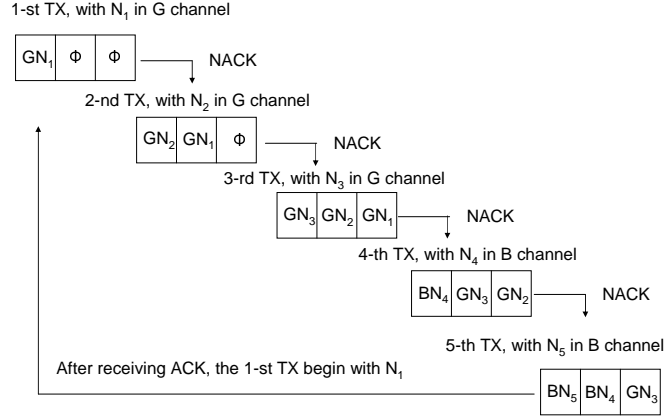 1-st TX, with N₁ in G channel
GN₁ Φ Φ
NACK
2-nd TX, with N₂ in G channel
GN₂ GN₁ Φ
NACK
3-rd TX, with N₃ in G channel
GN₃ GN₂ GN₁
NACK
4-th TX, with N₄ in B channel
BN₄ GN₃ GN₂
NACK
5-th TX, with N₅ in B channel
After receiving ACK, the 1-st TX begin with N₁
BN₅ BN₄ GN₃